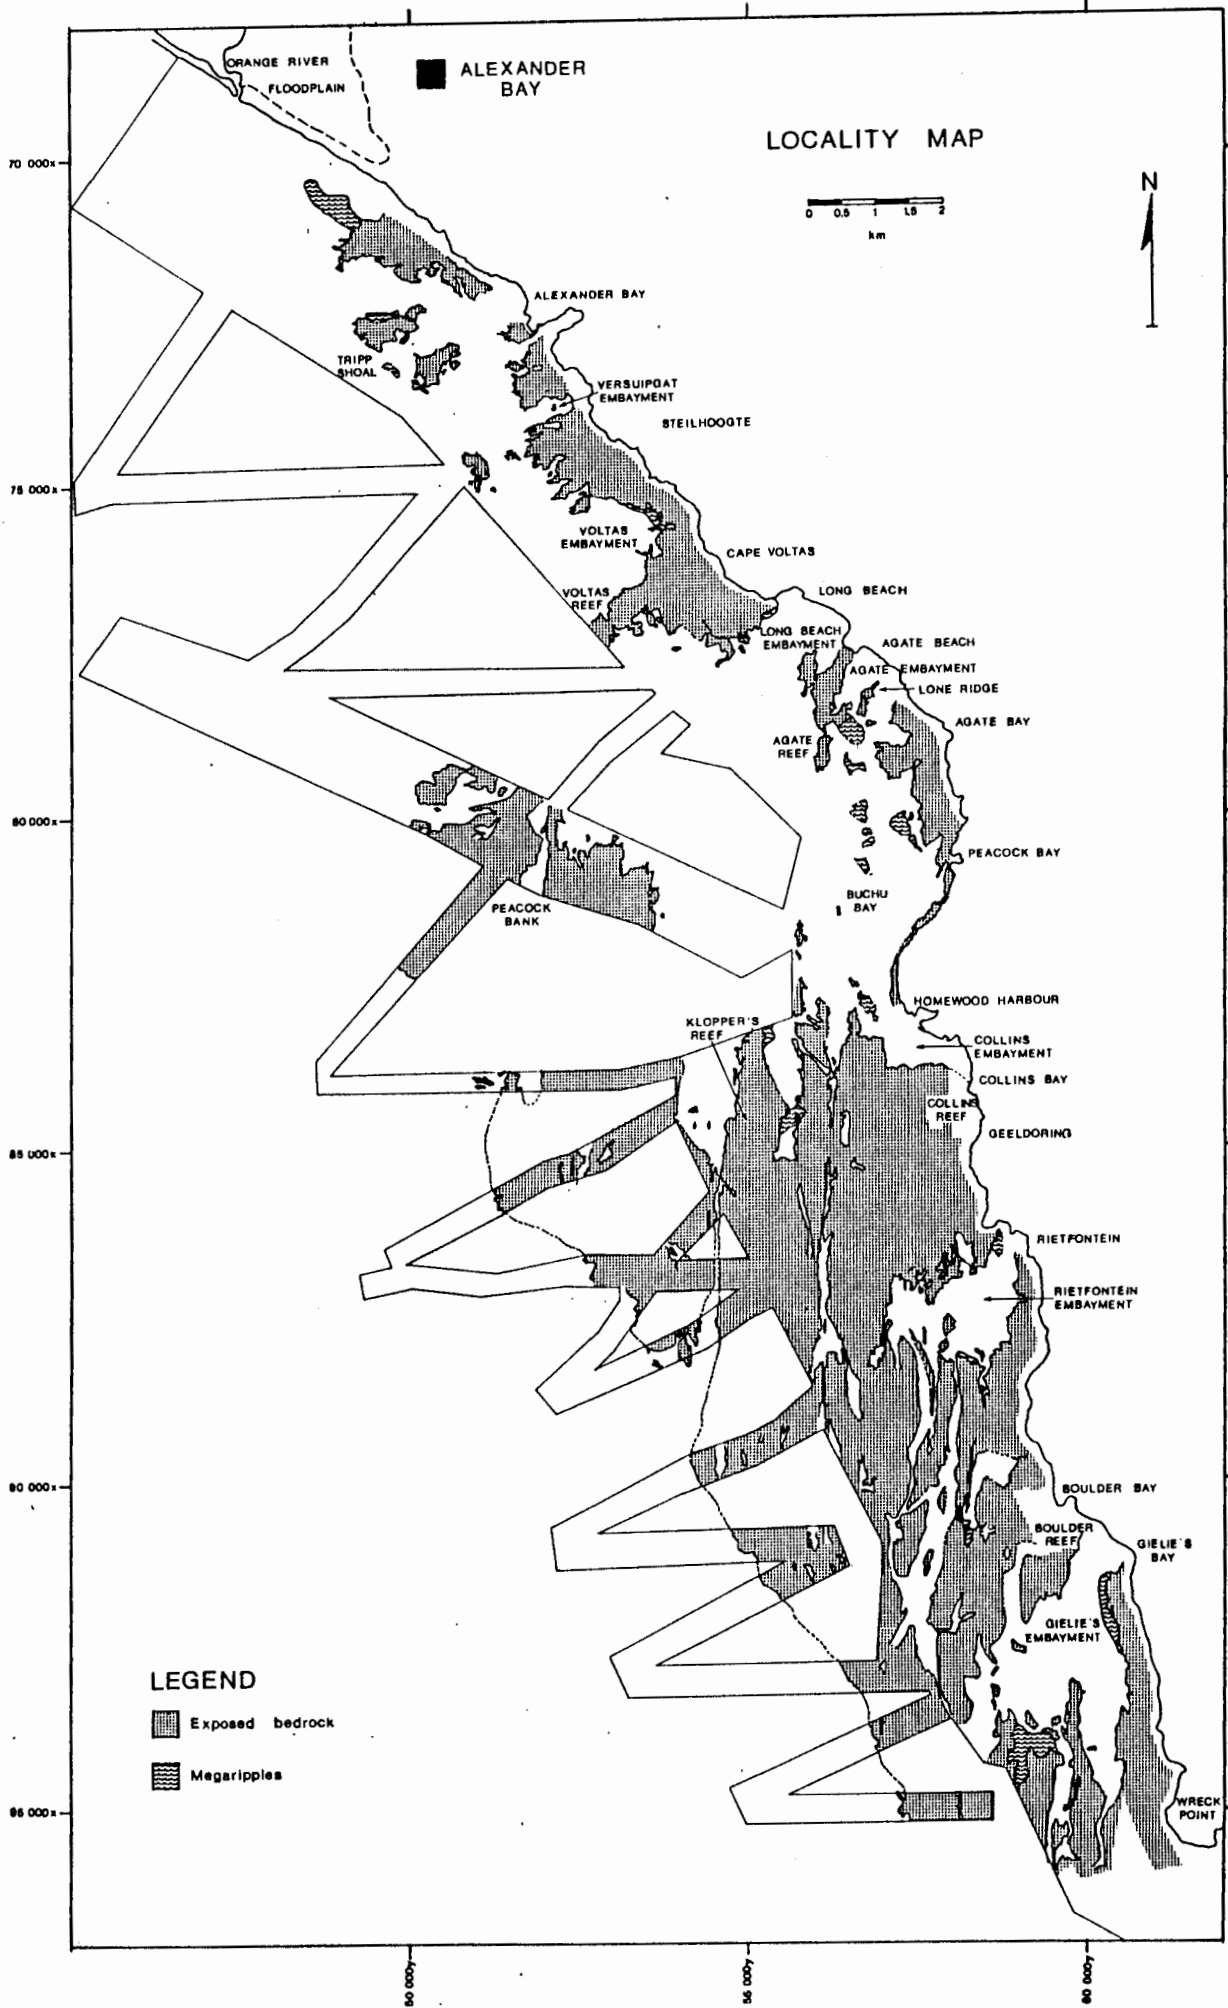 ORANGE RIVER
FLOODPLAIN
ALEXANDER
BAY
LOCALITY MAP
70 000x
N
0 0.5 1 1.5 2
km
ALEXANDER BAY
TRIPP
SHOAL
VERSUIPGAT
EMBAYMENT
STEILHOOGTE
75 000x
VOLTAS
EMBAYMENT
CAPE VOLTAS
VOLTAS
REEF
LONG BEACH
LONG BEACH
EMBAYMENT
AGATE BEACH
AGATE EMBAYMENT
LONE RIDGE
AGATE BAY
AGATE
REEF
80 000x
PEACOCK BAY
BUCHU
BAY
PEACOCK
BANK
HOMEWOOD HARBOUR
KLOPPER'S
REEF
COLLINS
EMBAYMENT
COLLINS BAY
COLLINS
REEF
GEELDORING
85 000x
RIETFONTEIN
RIETFONTEIN
EMBAYMENT
90 000x
BOULDER BAY
BOULDER
REEF
GIELIE'S
BAY
GIELIE'S
EMBAYMENT
LEGEND
Exposed bedrock
Megaripples
95 000x
WRECK
POINT
50 000y
55 000y
60 000y